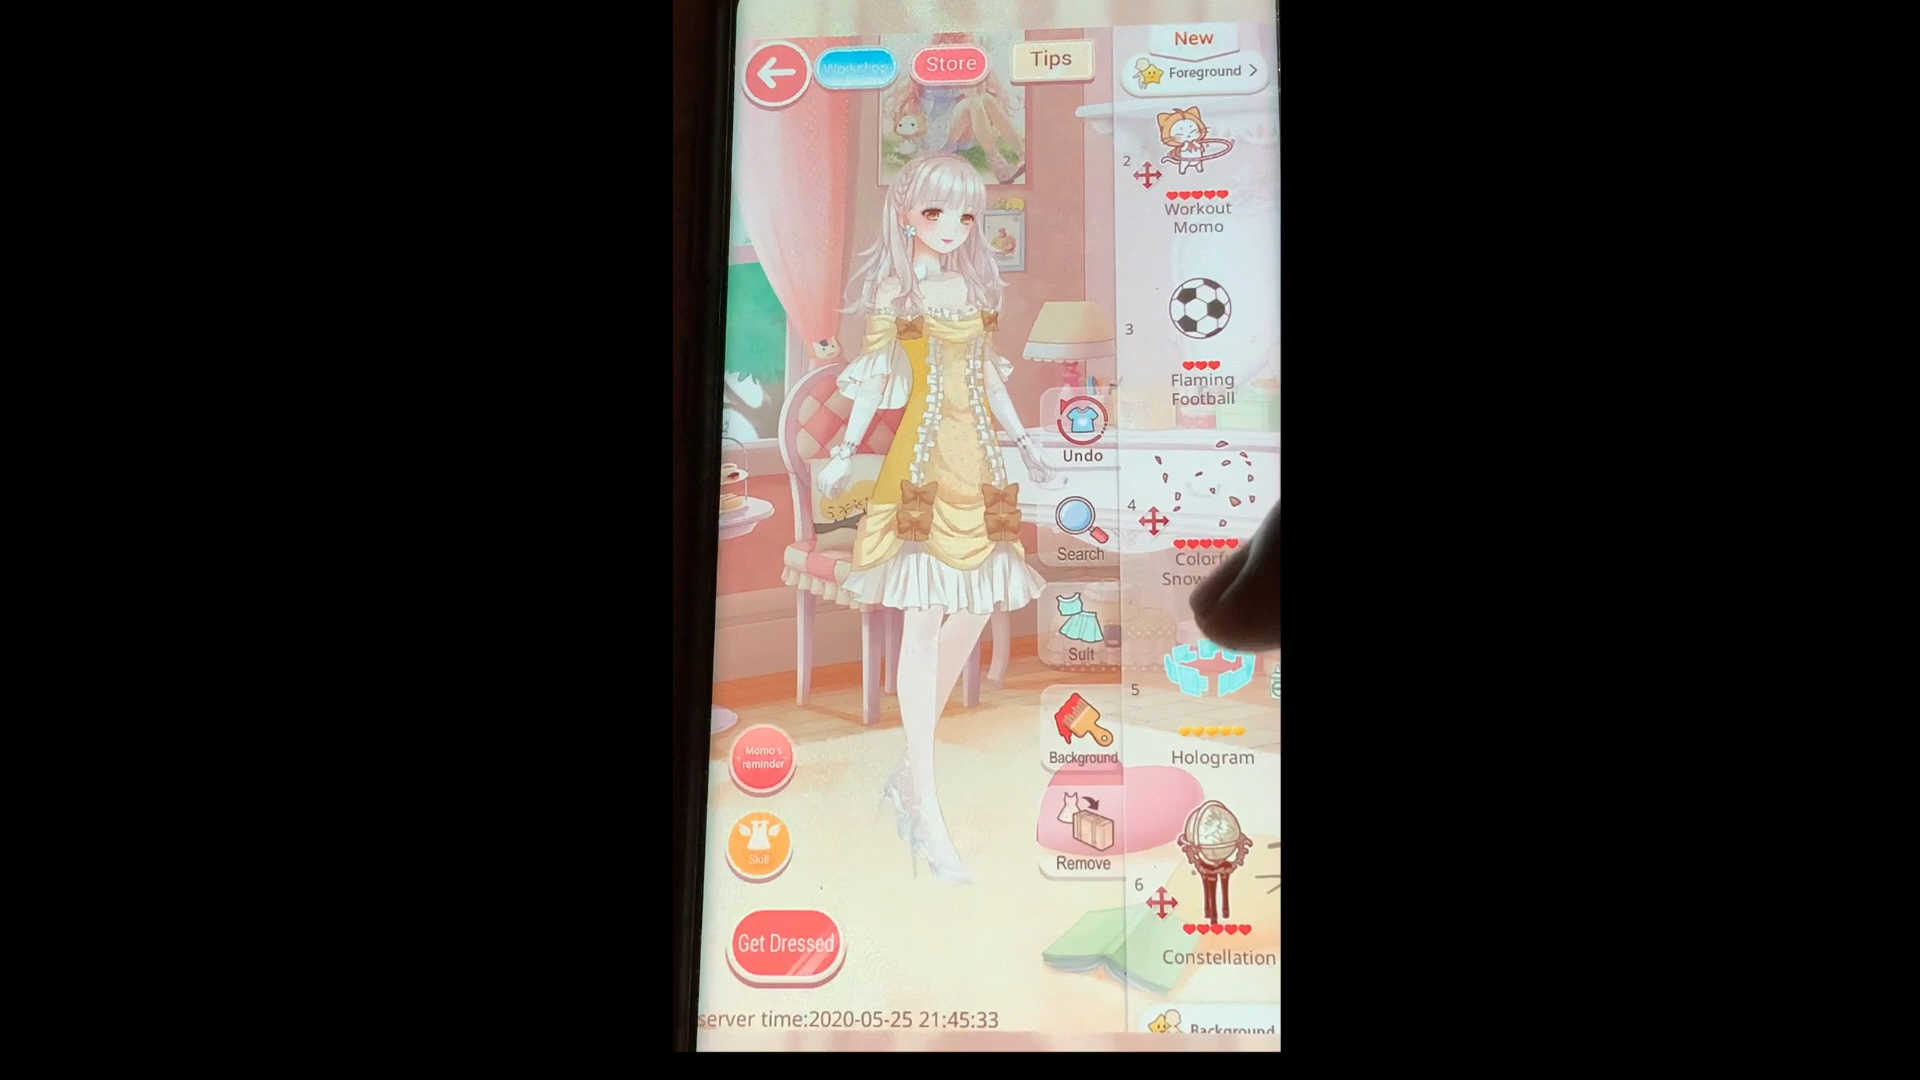 Workshop
Store
Tips
New
Foreground
2
Workout
Momo
3
Flaming
Football
Undo
4
Search
Suit
5
Hologram
Background
Momo's
reminder
Skill
Remove
6
Get Dressed
Constellation
server time:2020-05-25 21:45:33
Background